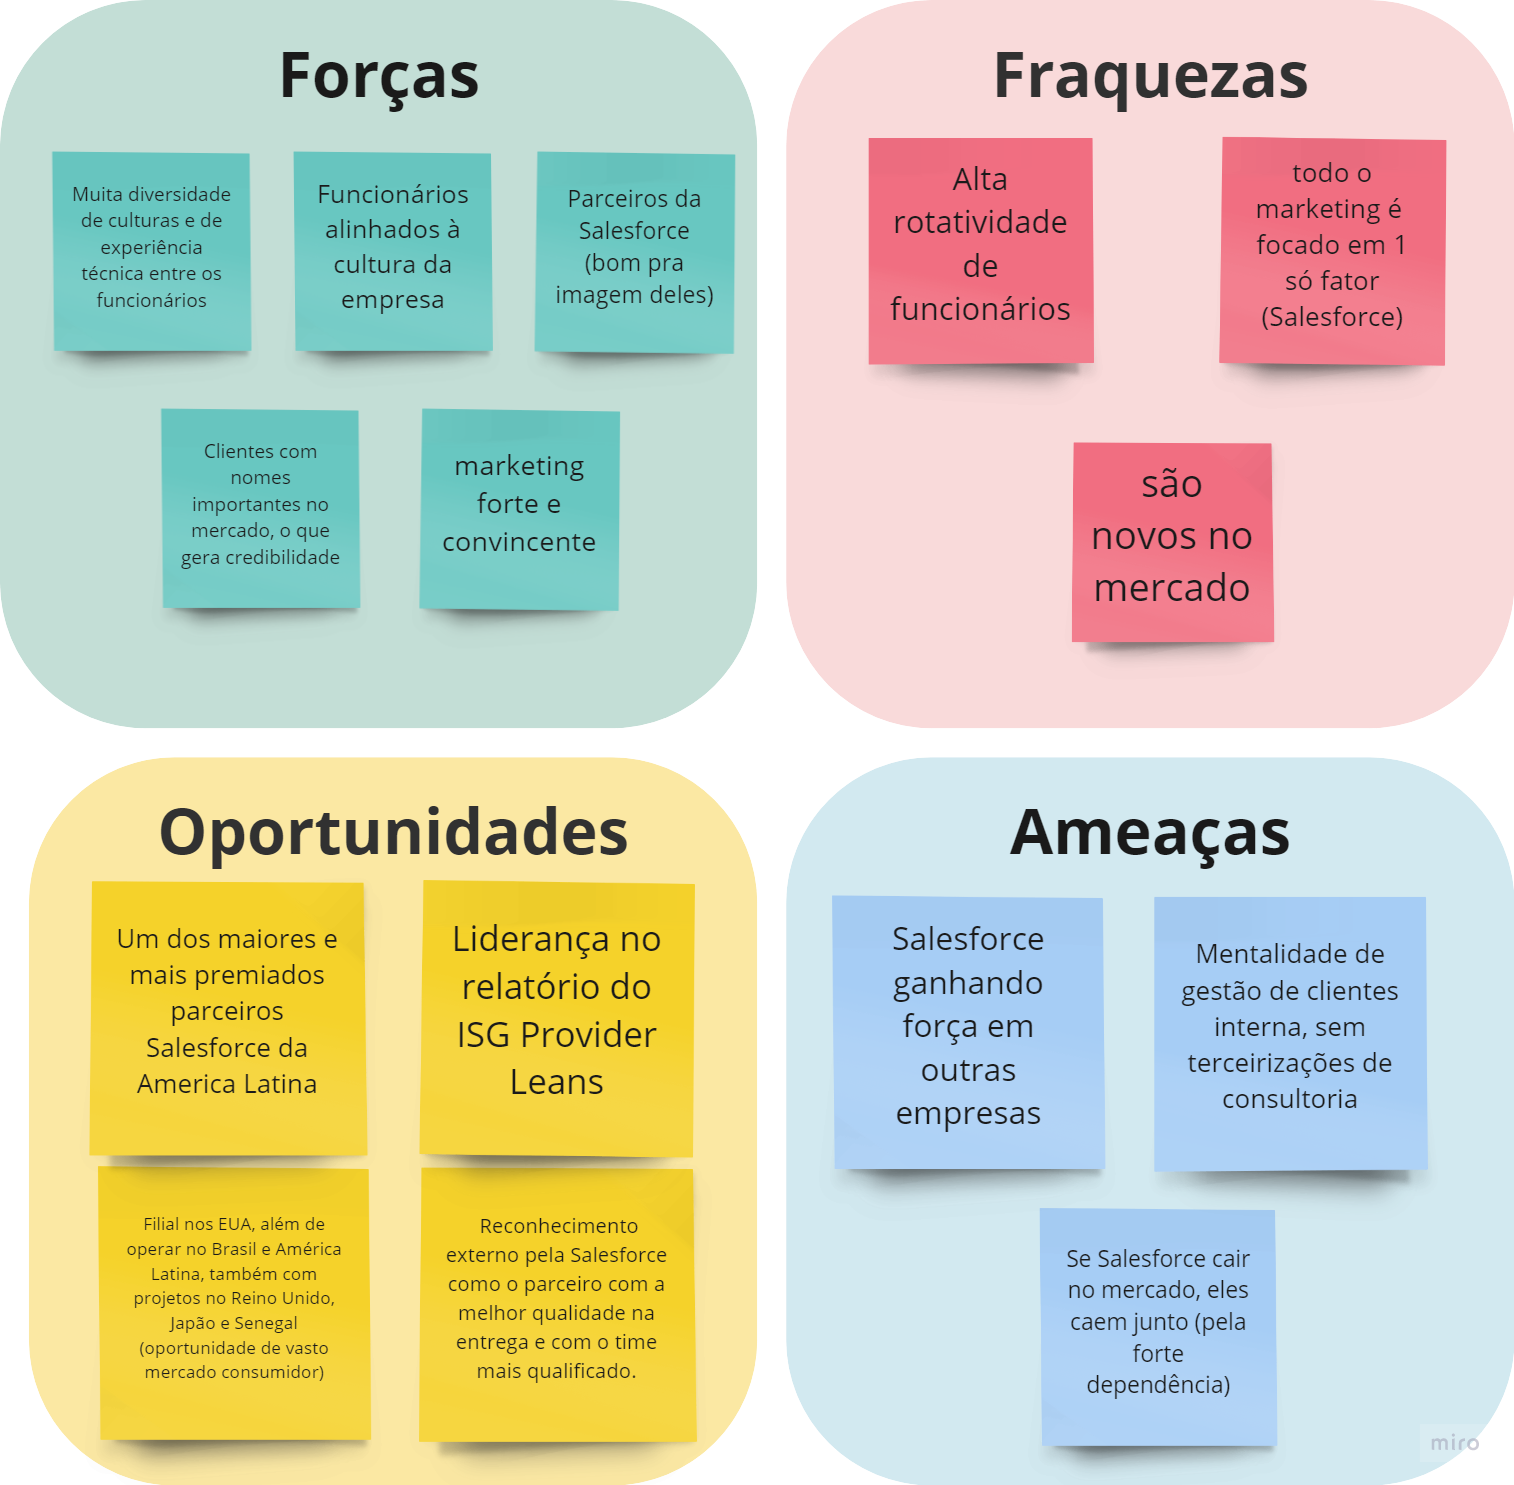 Forças
Muita diversidade
de culturas e de
experiência
técnica entre os
funcionários
Funcionários
alinhados à
cultura da
empresa
Parceiros da
Salesforce
(bom pra
imagem deles)
Clientes com
nomes
importantes no
mercado, o que
gera credibilidade
marketing
forte e
convincente
Fraquezas
Alta
rotatividade
de
funcionários
todo o
marketing é
focado em 1
só fator
(Salesforce)
são
novos no
mercado
Oportunidades
Um dos maiores e
mais premiados
parceiros
Salesforce da
America Latina
Liderança no
relatório do
ISG Provider
Leans
Filial nos EUA, além de
operar no Brasil e América
Latina, também com
projetos no Reino Unido,
Japão e Senegal
(oportunidade de vasto
mercado consumidor)
Reconhecimento
externo pela Salesforce
como o parceiro com a
melhor qualidade na
entrega e com o time
mais qualificado.
Ameaças
Salesforce
ganhando
força em
outras
empresas
Mentalidade de
gestão de clientes
interna, sem
terceirizações de
consultoria
Se Salesforce cair
no mercado, eles
caem junto (pela
forte
dependência)
miro